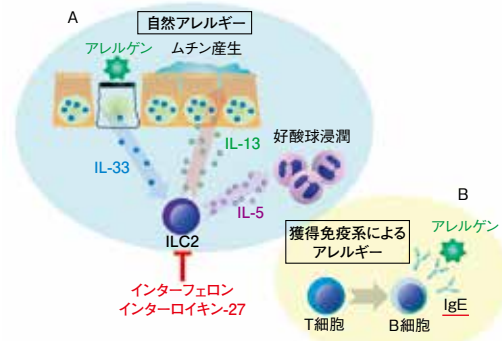 A
自然アレルギー
アレルゲン
ムチン産生
IL-33
IL-13
好酸球浸潤
IL-5
ILC2
インターフェロン
インターロイキン-27
B
獲得免疫系による
アレルギー
アレルゲン
IgE
T細胞
B細胞